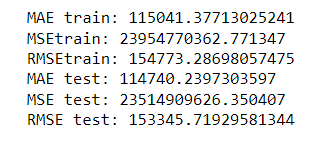 MAE train: 115041.37713025241
MSEtrain: 23954770362.771347
RMSEtrain: 154773.28698057475
MAE test: 114740.2397303597
MSE test: 23514909626.350407
RMSE test: 153345.71929581344